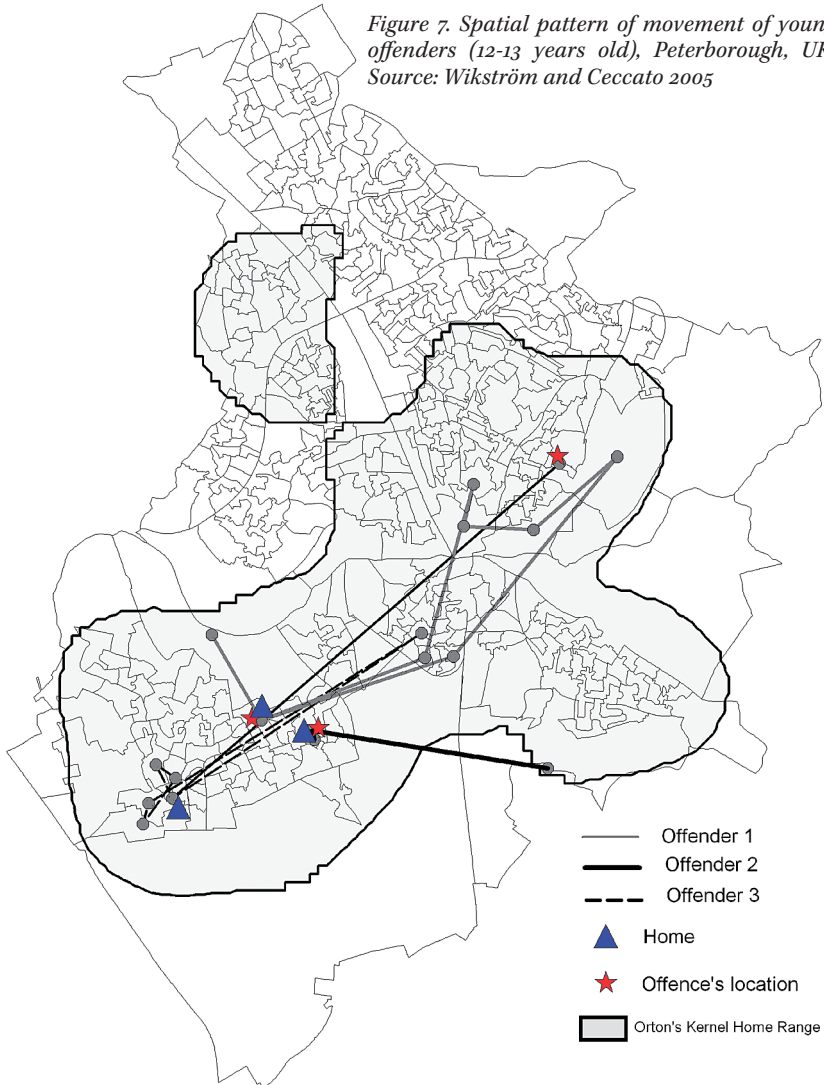 Figure 7. Spatial pattern of movement of youn
offenders (12-13 years old), Peterborough, UK
Source: Wikström and Ceccato 2005
Offender 1
Offender 2
Offender 3
Home
Offence's location
Orton's Kernel Home Range